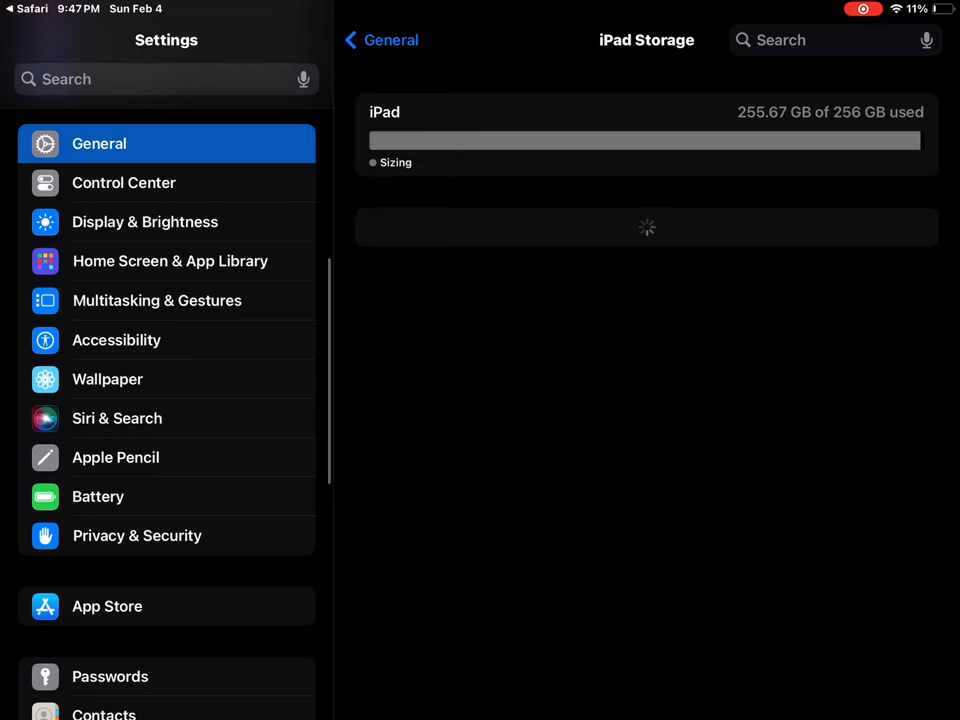 Safari 9:47 PM Sun Feb 4
11%
Settings
Search
General
Control Center
Display & Brightness
Home Screen & App Library
Multitasking & Gestures
Accessibility
Wallpaper
Siri & Search
Apple Pencil
Battery
Privacy & Security
App Store
Passwords
Contacts
General
iPad Storage
Search
iPad
255.67 GB of 256 GB used
Sizing